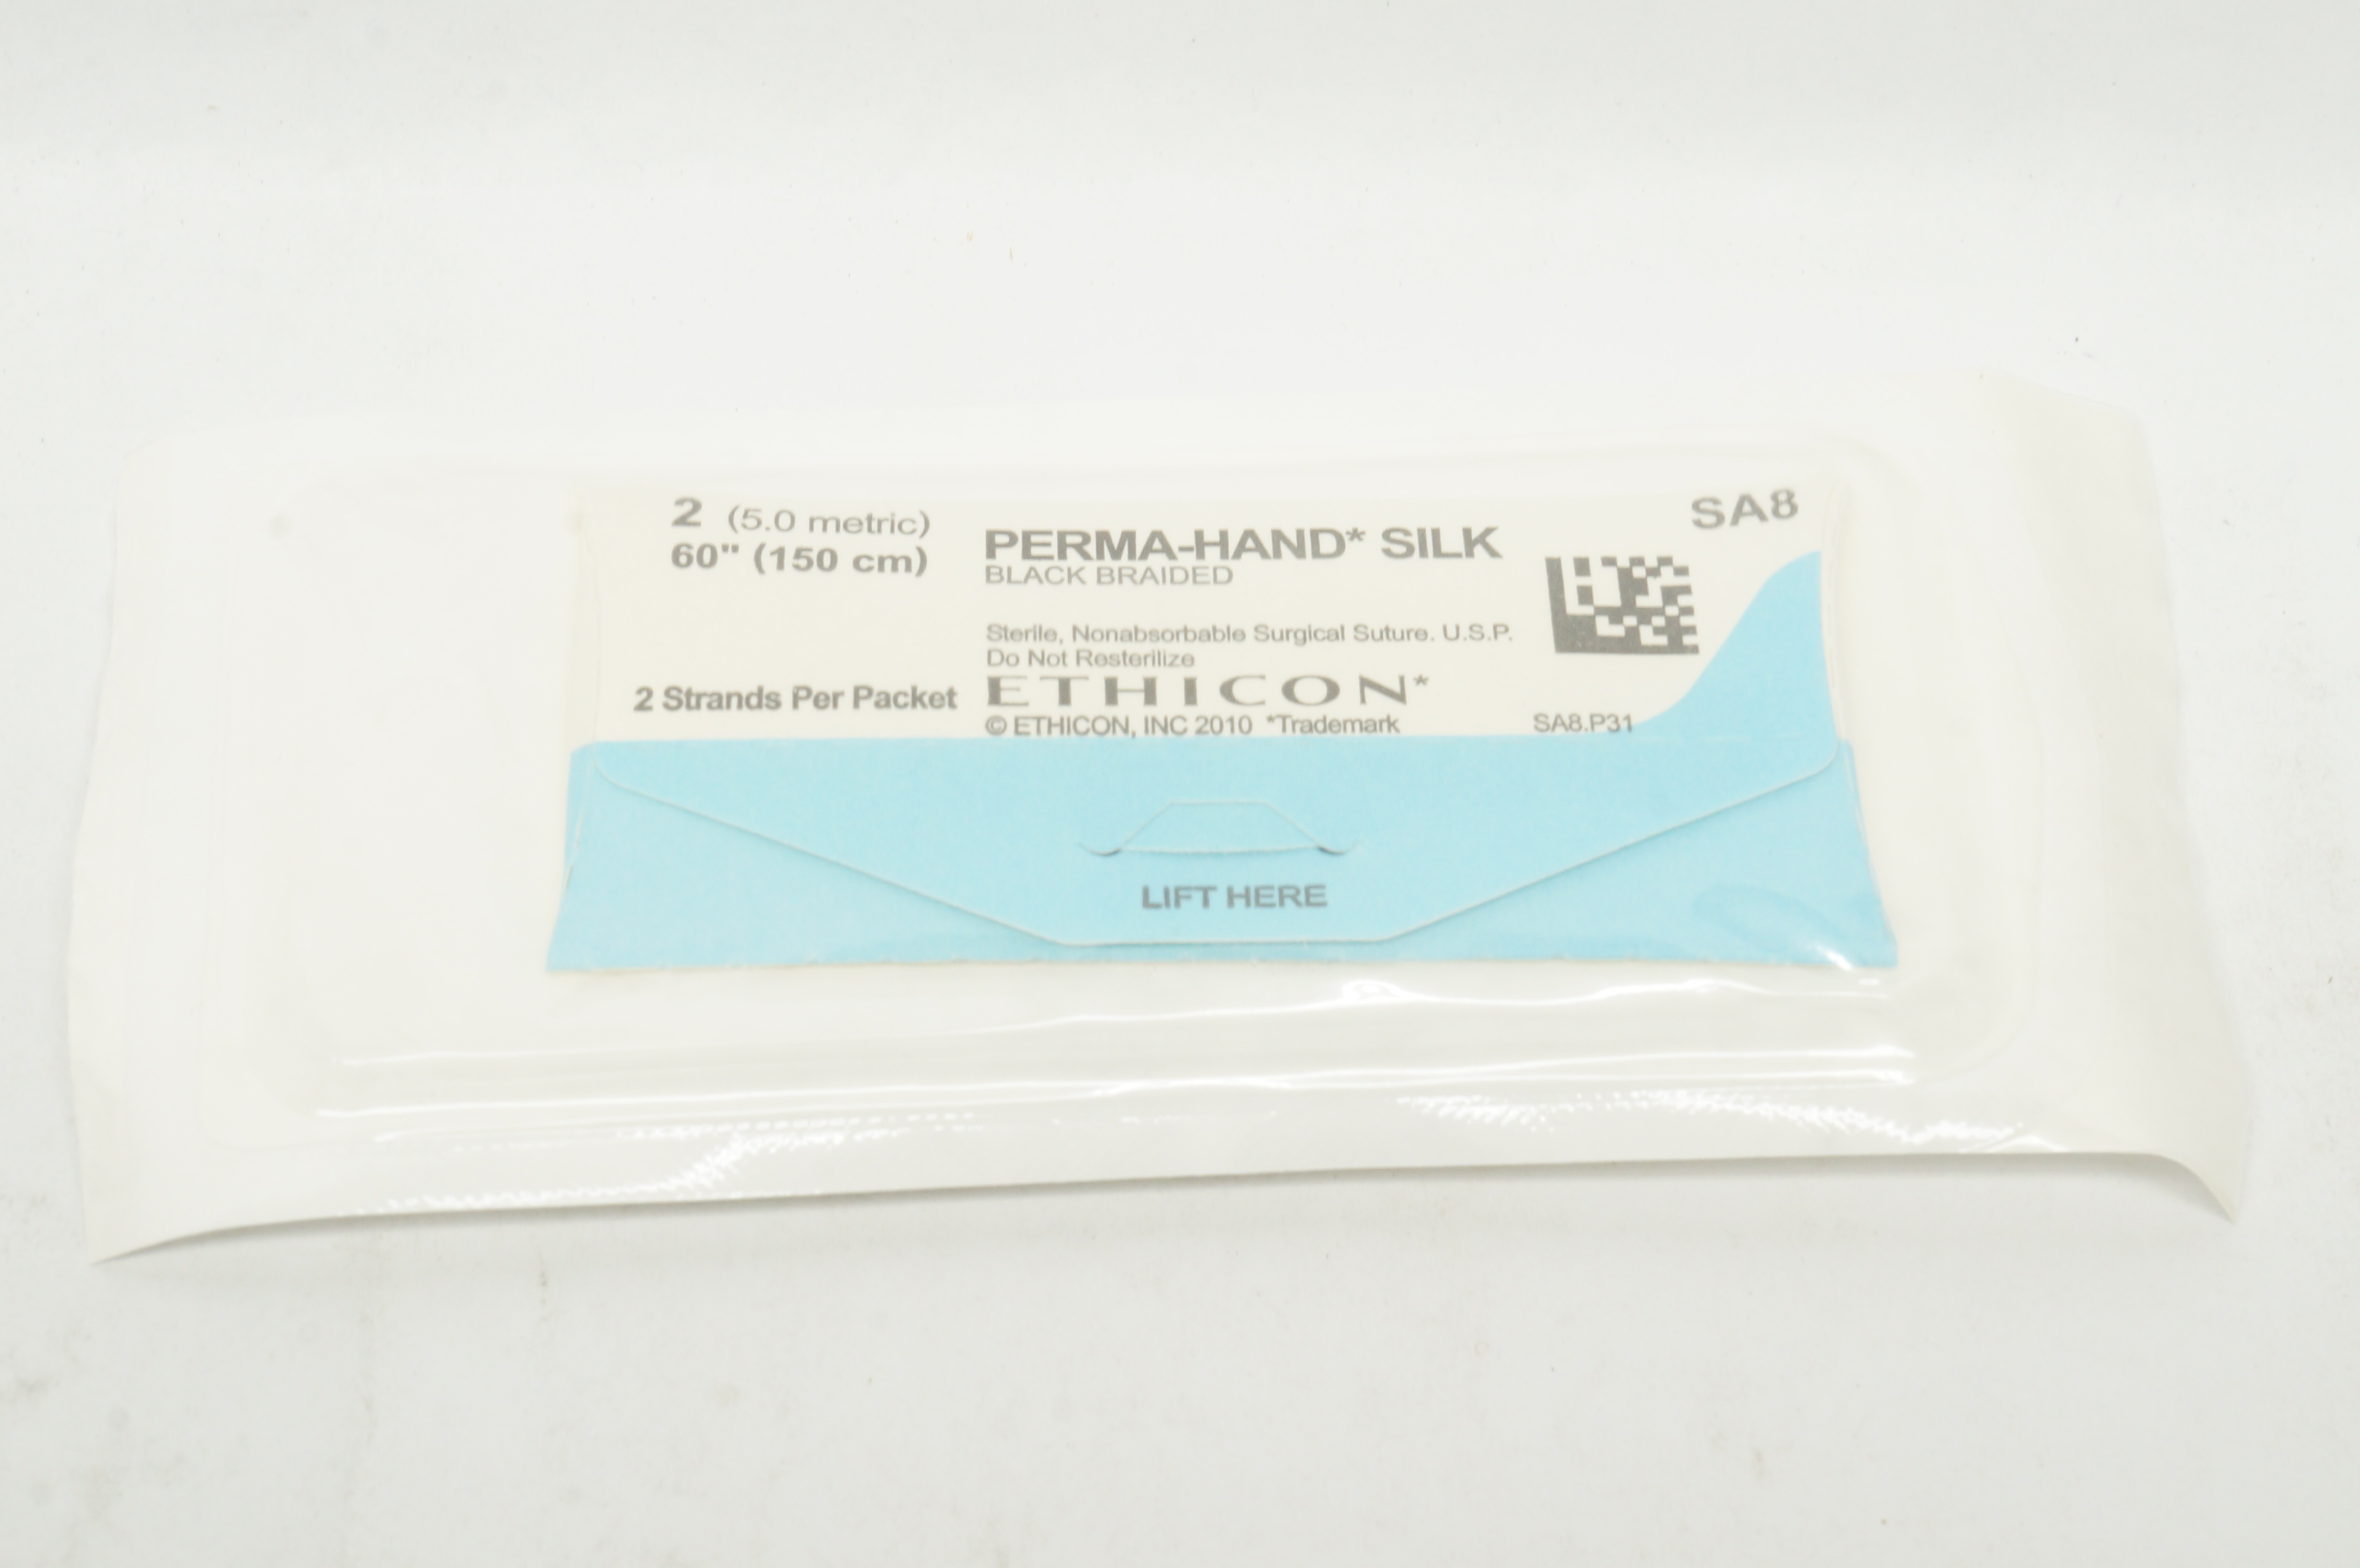 2 (5.0 metric)
60" (150 cm)
PERMA-HAND* SILK
BLACK BRAIDED
SA8
Sterile, Nonabsorbable Surgical Suture. U.S.P.
Do Not Resterilize
2 Strands Per Packet
ETHICON*
© ETHICON, INC 2010 *Trademark
SA8.P31
LIFT HERE